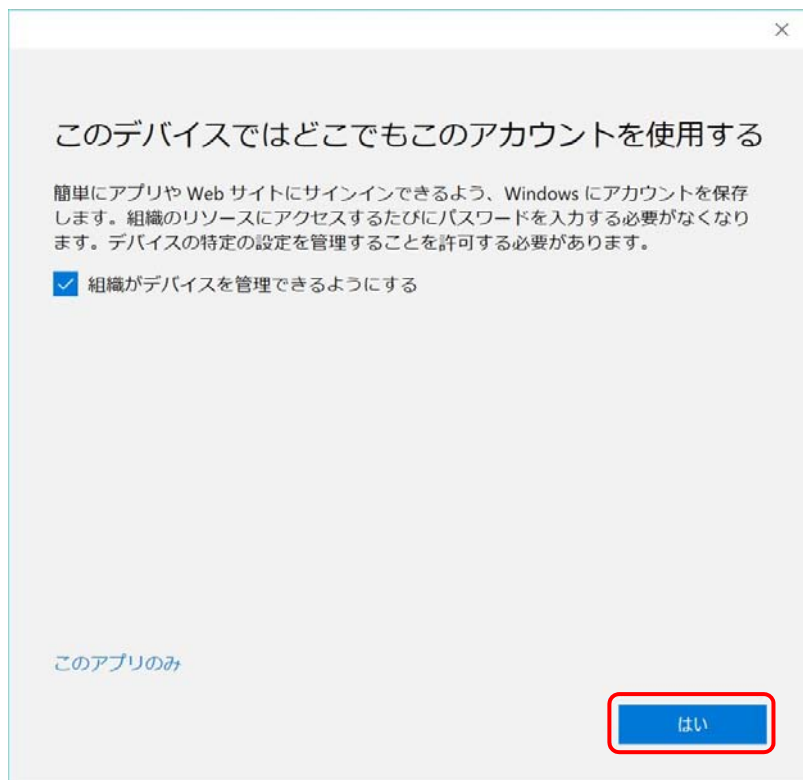 このデバイスではどこでもこのアカウントを使用する
簡単にアプリや Web サイトにサインインできるよう、Windows にアカウントを保存
します。組織のリソースにアクセスするたびにパスワードを入力する必要がなくなり
ます。デバイスの特定の設定を管理することを許可する必要があります。
組織がデバイスを管理できるようにする
このアプリのみ
はい